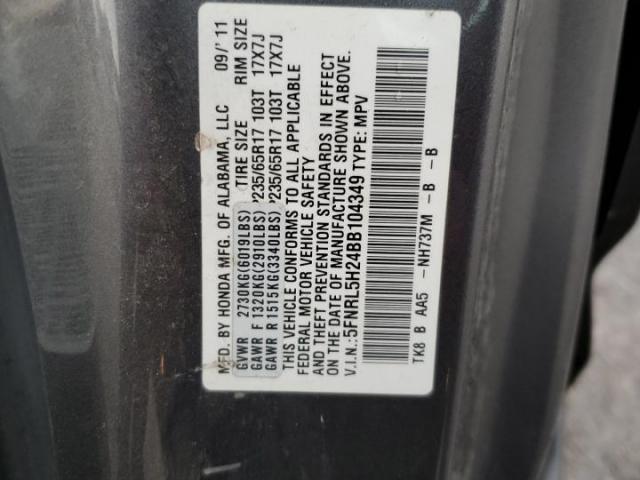 MFD. BY HONDA MFG. OF ALABAMA, LLC 09/' 11
GVWR 2730KG(6019LBS) TIRE SIZE RIM SIZE
GAWR F 1320KG(2910LBS) P235/65R17 103T 17X7J
GAWR R 1515KG(3340LBS) P235/65R17 103T 17X7J
THIS VEHICLE CONFORMS TO ALL APPLICABLE
FEDERAL MOTOR VEHICLE SAFETY
AND THEFT PREVENTION STANDARDS IN EFFECT
ON THE DATE OF MANUFACTURE SHOWN ABOVE.
V.I.N.:5FNRL5H24BB104349 TYPE: MPV
TK8 B AA5 -NH737M -B -B